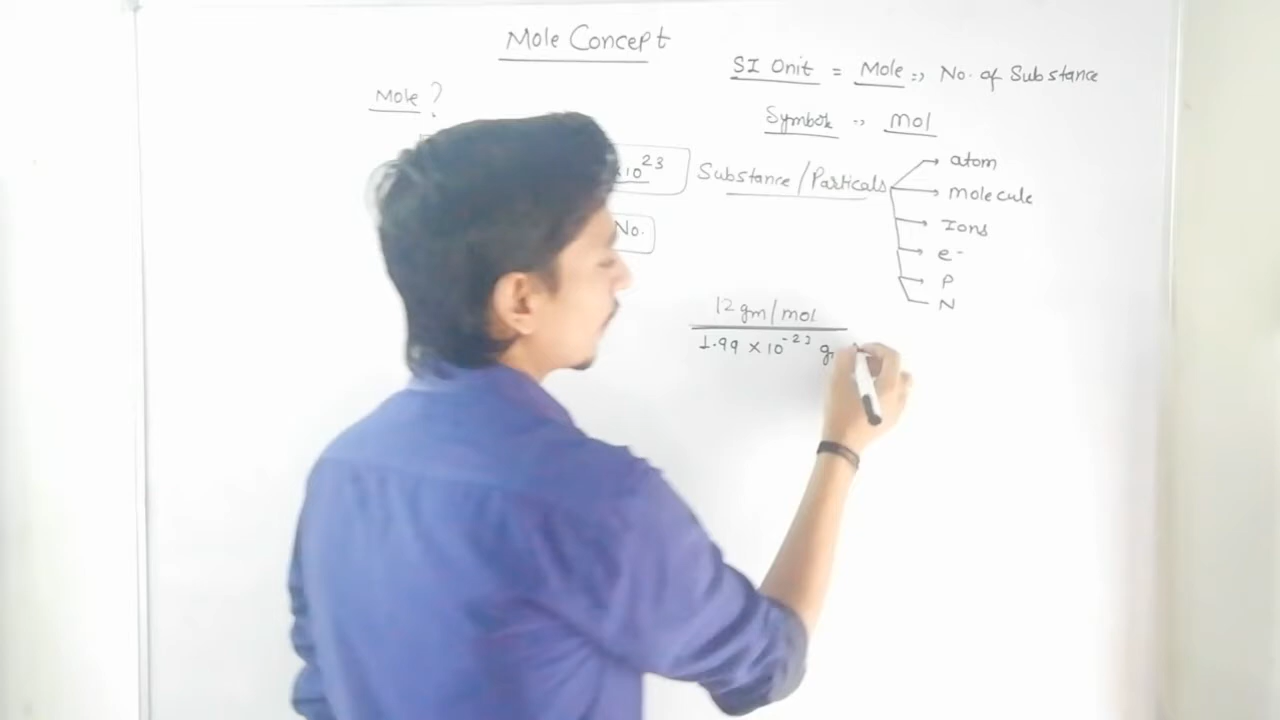 Mole Concept
SI Unit = Mole => No. of Substance
Mole?
Symbol => mol
×10²³ Substance/Particals
atom
molecule
Ions
e-
P
N
No.
12 gm/mol
1.99 × 10⁻²³ g